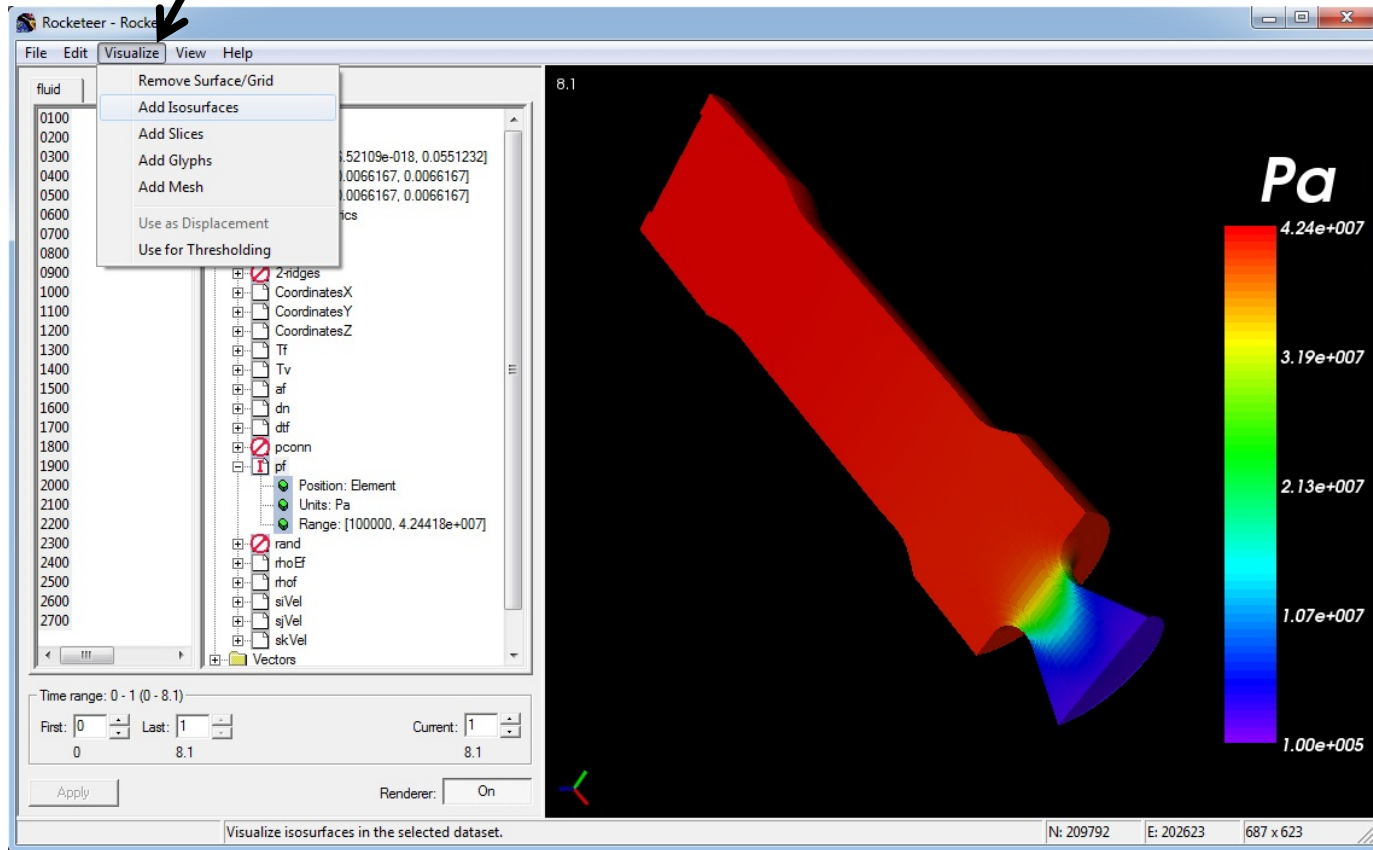 Rocketeer - Rocke
File Edit Visualize View Help
Remove Surface/Grid
Add Isosurfaces
Add Slices
Add Glyphs
Add Mesh
Use as Displacement
Use for Thresholding
fluid
0100
0200
0300
0400
0500
0600
0700
0800
0900
1000
1100
1200
1300
1400
1500
1600
1700
1800
1900
2000
2100
2200
2300
2400
2500
2600
2700
.52109e-018, 0.0551232]
.0066167, 0.0066167]
.0066167, 0.0066167]
ics
2-ridges
CoordinatesX
CoordinatesY
CoordinatesZ
Tf
Tv
af
dn
dtf
pconn
pf
Position: Element
Units: Pa
Range: [100000, 4.24418e+007]
rand
rhoEf
rhof
siVel
sjVel
skVel
Vectors
Time range: 0 - 1 (0 - 8.1)
First: 0 Last: 1 Current: 1
0 8.1 8.1
Apply Renderer: On
8.1
Pa
4.24e+007
3.19e+007
2.13e+007
1.07e+007
1.00e+005
Visualize isosurfaces in the selected dataset. N: 209792 E: 202623 687 x 623